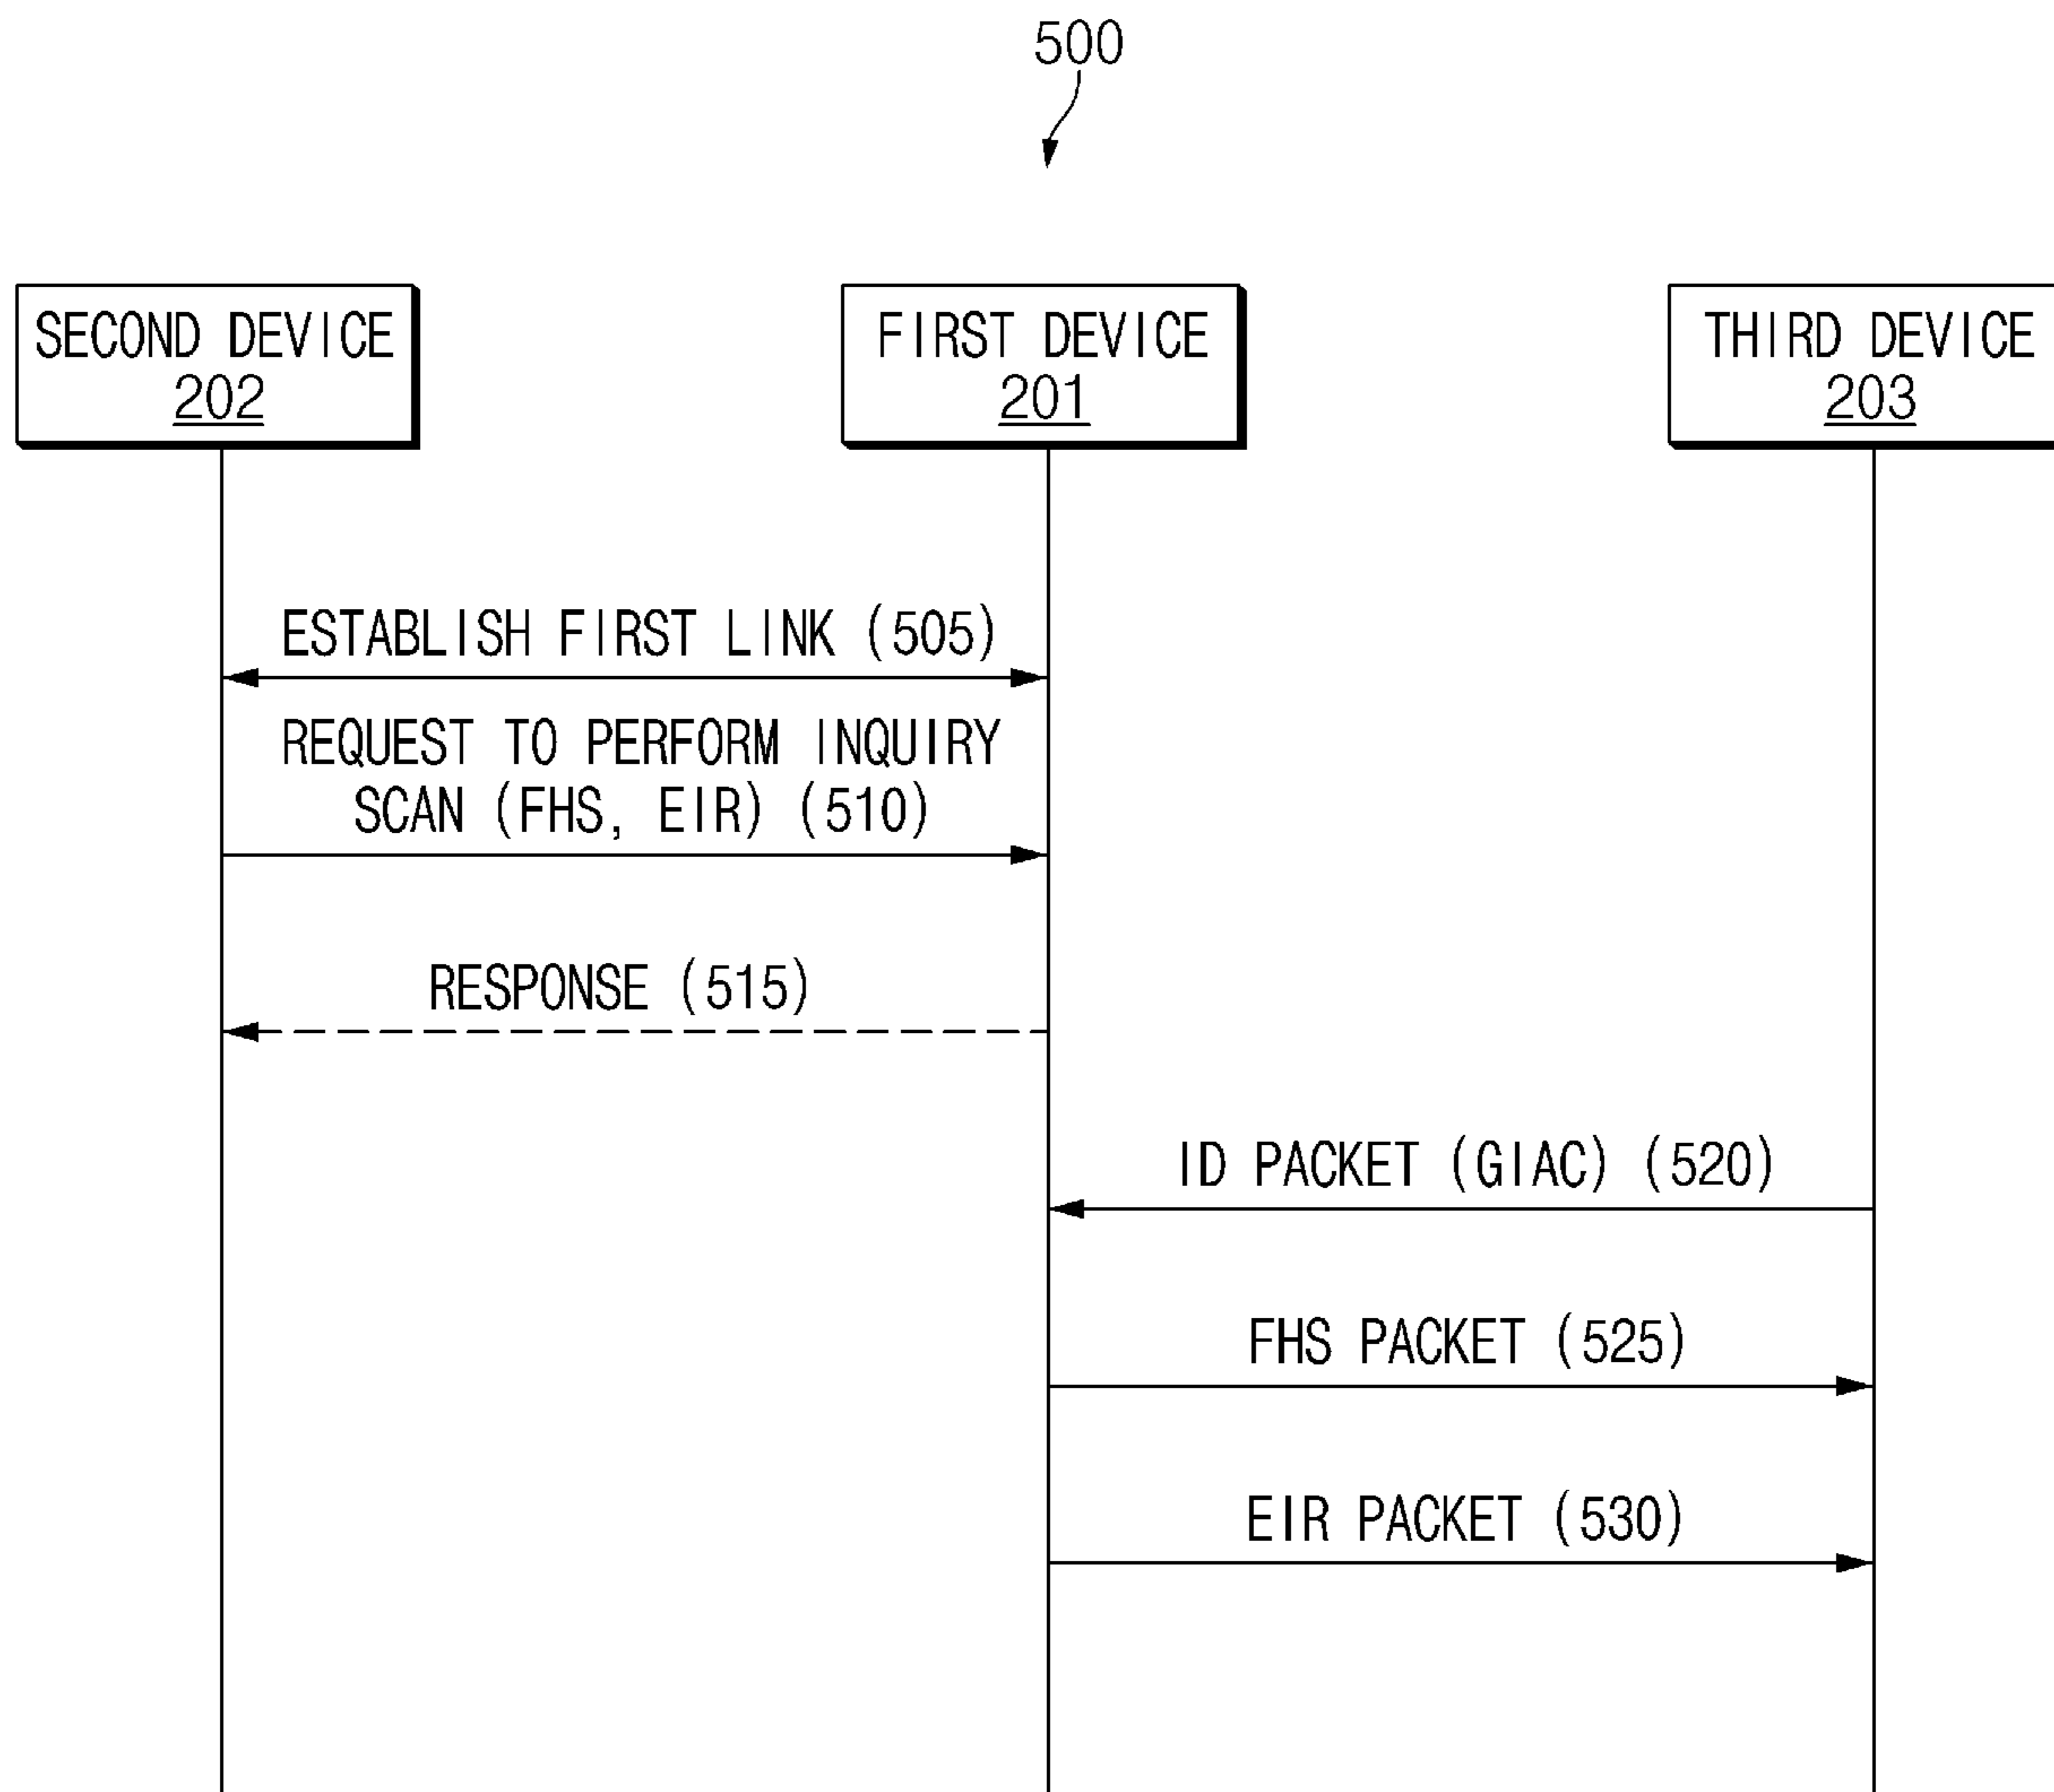 500
SECOND DEVICE
202
FIRST DEVICE
201
THIRD DEVICE
203
ESTABLISH FIRST LINK (505)
REQUEST TO PERFORM INQUIRY
SCAN (FHS, EIR) (510)
RESPONSE (515)
ID PACKET (GIAC) (520)
FHS PACKET (525)
EIR PACKET (530)